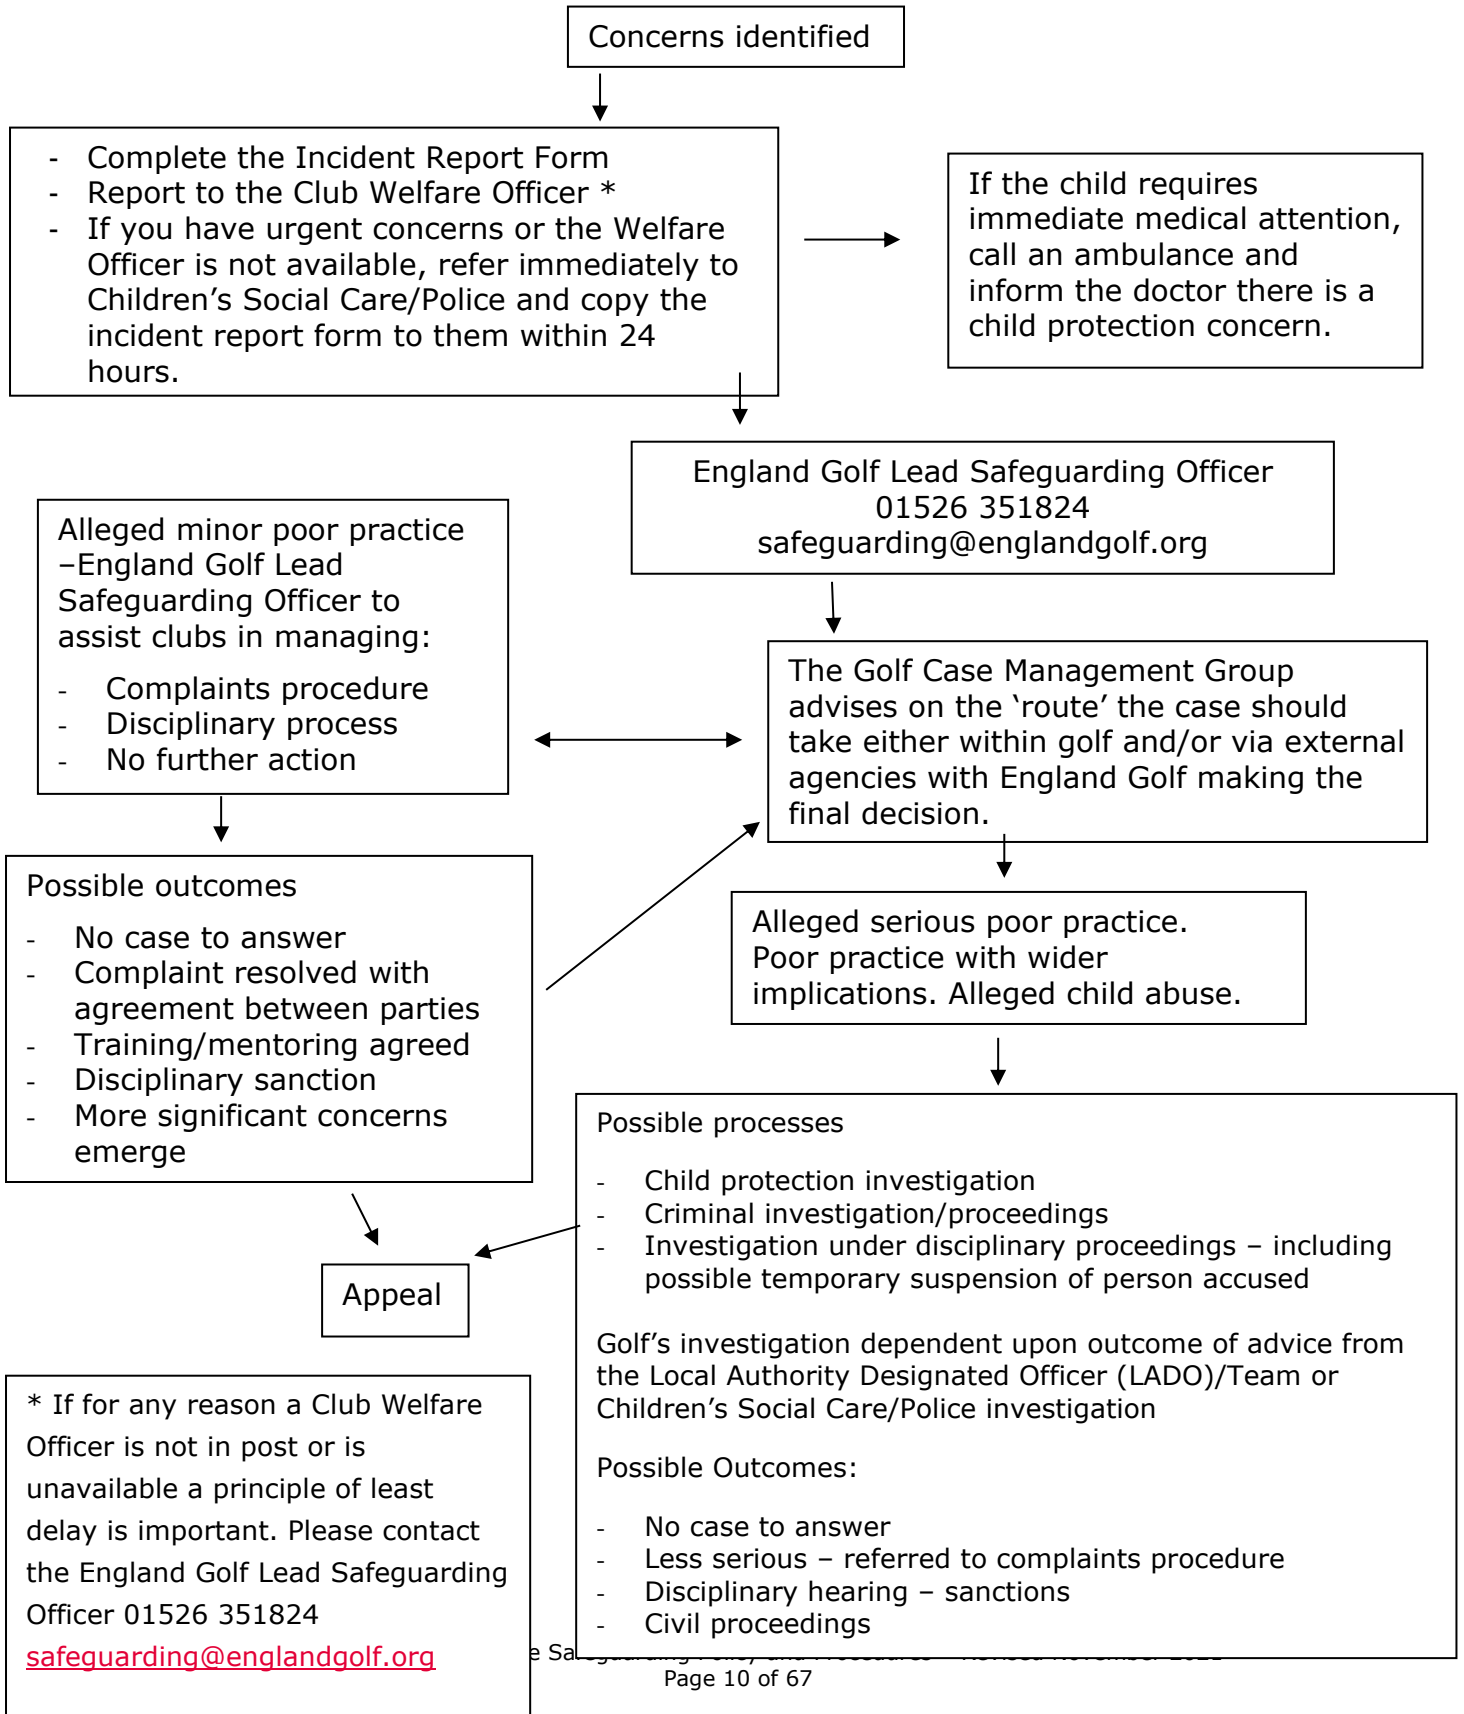 Concerns identified
- Complete the Incident Report Form
- Report to the Club Welfare Officer *
- If you have urgent concerns or the Welfare
Officer is not available, refer immediately to
Children’s Social Care/Police and copy the
incident report form to them within 24
hours.
If the child requires
immediate medical attention,
call an ambulance and
inform the doctor there is a
child protection concern.
England Golf Lead Safeguarding Officer
01526 351824
safeguarding@englandgolf.org
Alleged minor poor practice
–England Golf Lead
Safeguarding Officer to
assist clubs in managing:
- Complaints procedure
- Disciplinary process
- No further action
The Golf Case Management Group
advises on the ‘route’ the case should
take either within golf and/or via external
agencies with England Golf making the
final decision.
Possible outcomes
- No case to answer
- Complaint resolved with
agreement between parties
- Training/mentoring agreed
- Disciplinary sanction
- More significant concerns
emerge
Alleged serious poor practice.
Poor practice with wider
implications. Alleged child abuse.
Possible processes
- Child protection investigation
- Criminal investigation/proceedings
- Investigation under disciplinary proceedings – including
possible temporary suspension of person accused
Golf’s investigation dependent upon outcome of advice from
the Local Authority Designated Officer (LADO)/Team or
Children’s Social Care/Police investigation
Possible Outcomes:
- No case to answer
- Less serious – referred to complaints procedure
- Disciplinary hearing – sanctions
- Civil proceedings
Appeal
* If for any reason a Club Welfare
Officer is not in post or is
unavailable a principle of least
delay is important. Please contact
the England Golf Lead Safeguarding
Officer 01526 351824
safeguarding@englandgolf.org
Page 10 of 67